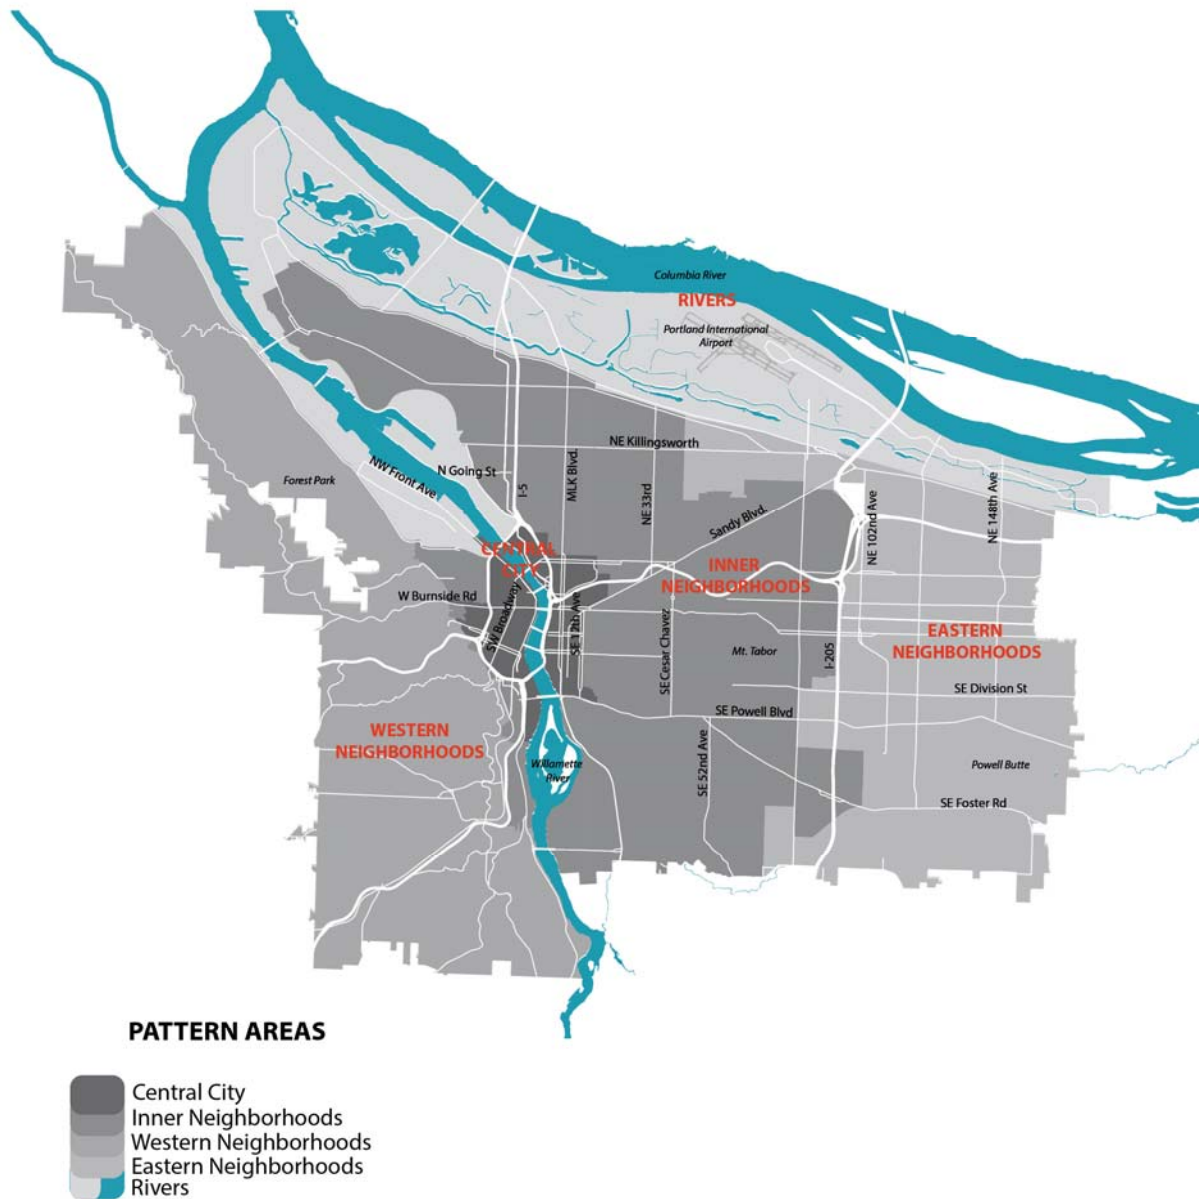 Columbia River
RIVERS
Portland International
Airport
NE Killingsworth
N Going St
NW Front Ave
Forest Park
I-5
MLK Blvd.
NE 33rd
Sandy Blvd.
NE 102nd Ave
NE 148th Ave
CENTRAL
CITY
INNER
NEIGHBORHOODS
W Burnside Rd
SW Broadway
SE 12th Ave
SE Cesar Chavez
Mt. Tabor
I-205
EASTERN
NEIGHBORHOODS
SE Division St
SE Powell Blvd
WESTERN
NEIGHBORHOODS
Willamette
River
SE 52nd Ave
Powell Butte
SE Foster Rd
PATTERN AREAS
Central City
Inner Neighborhoods
Western Neighborhoods
Eastern Neighborhoods
Rivers